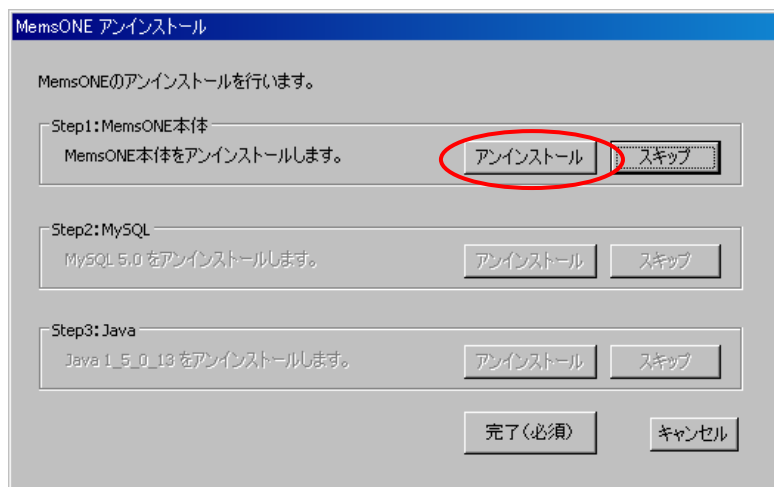 MemsONE アンインストール
MemsONEのアンインストールを行います。
Step1:MemsONE本体
MemsONE本体をアンインストールします。 アンインストール スキップ
Step2:MySQL
MySQL 5.0 をアンインストールします。 アンインストール スキップ
Step3:Java
Java 1_5_0_13 をアンインストールします。 アンインストール スキップ
完了(必須) キャンセル